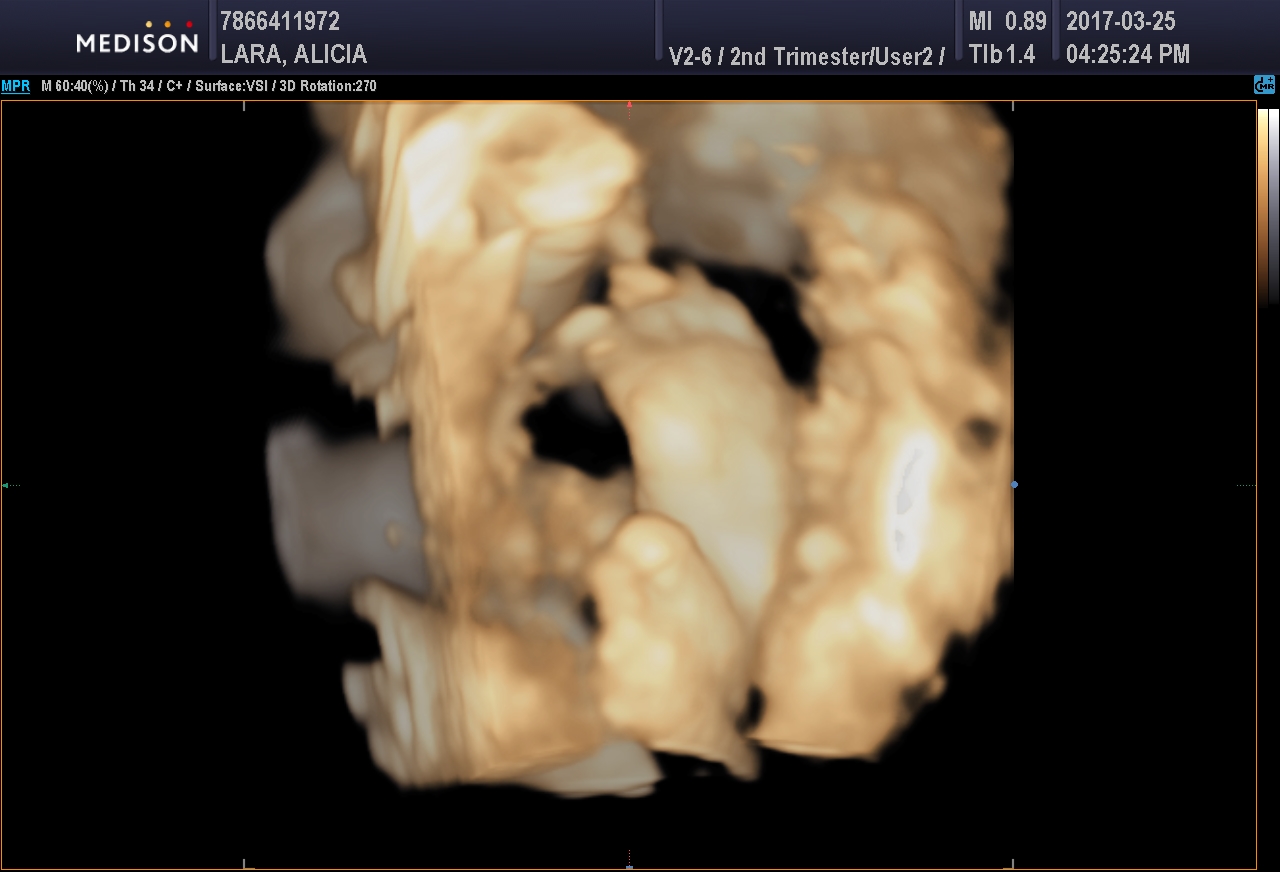 MEDISON
7866411972
LARA, ALICIA
V2-6 / 2nd Trimester/User2 /
MI 0.89
TIb 1.4
2017-03-25
04:25:24 PM
MPR M 60:40(%) / Th 34 / C+ / Surface:VSI / 3D Rotation:270
CMR